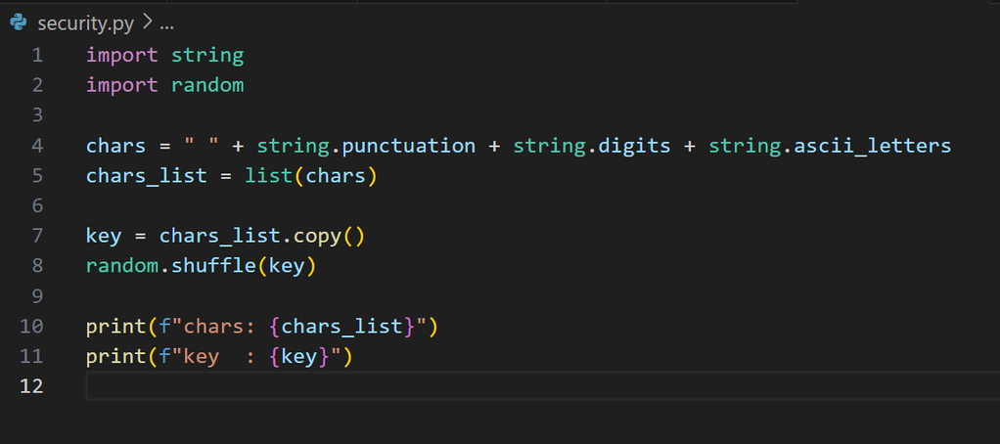 security.py > ...
1 import string
2 import random
3
4 chars = " " + string.punctuation + string.digits + string.ascii_letters
5 chars_list = list(chars)
6
7 key = chars_list.copy()
8 random.shuffle(key)
9
10 print(f"chars: {chars_list}")
11 print(f"key  : {key}")
12